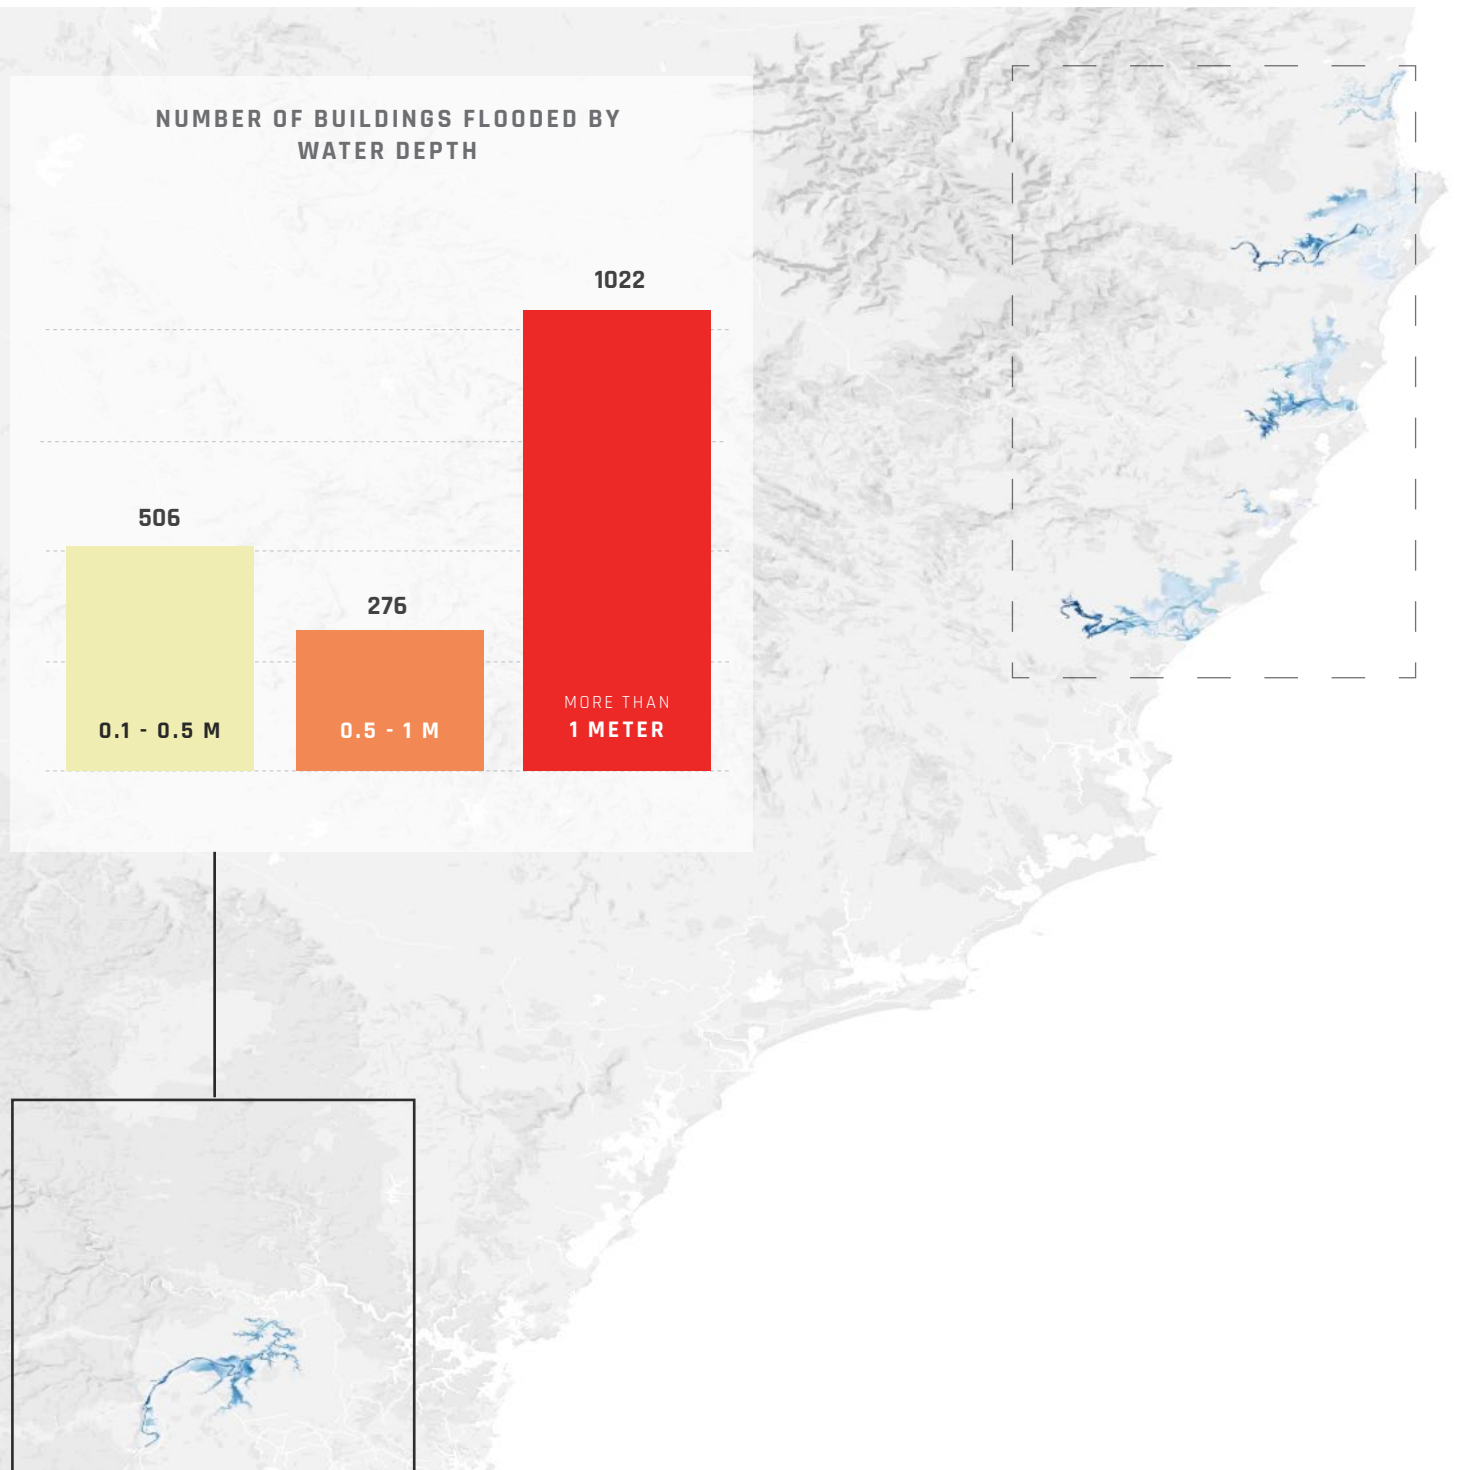 NUMBER OF BUILDINGS FLOODED BY
WATER DEPTH
1022
506
276
MORE THAN
1 METER
0.1 - 0.5 M
0.5 - 1 M